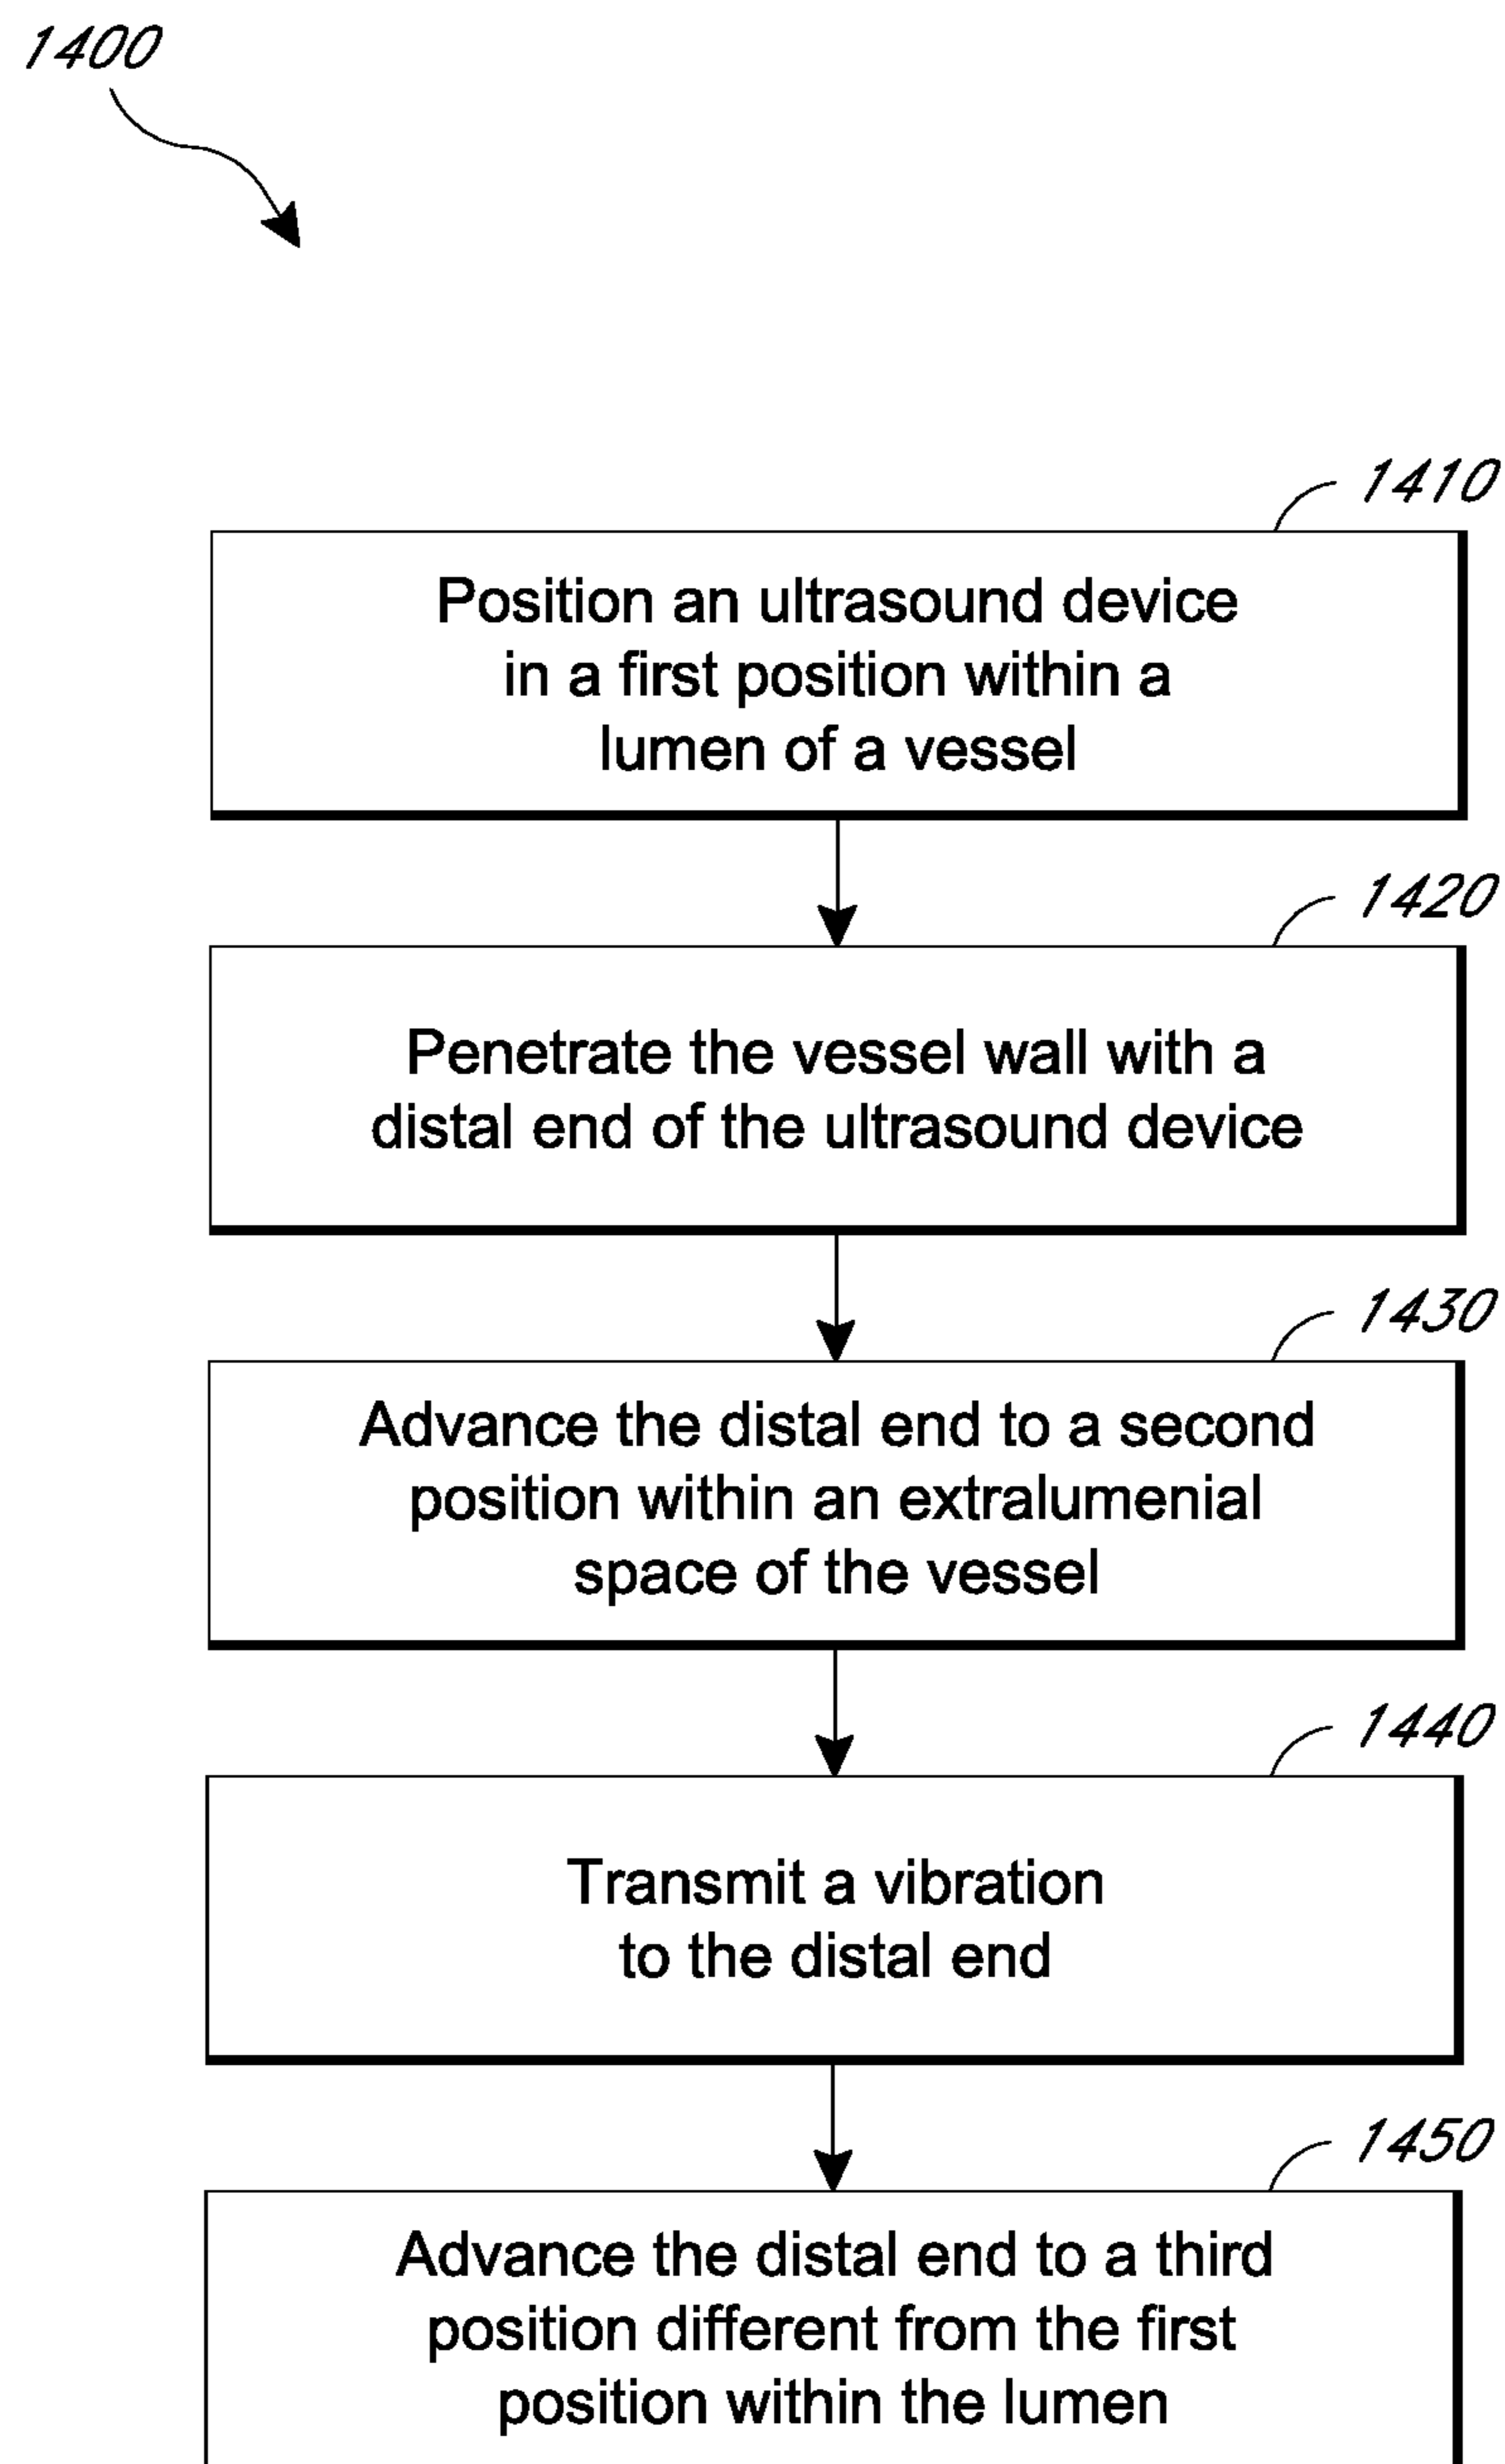 1400
1410
Position an ultrasound device
in a first position within a
lumen of a vessel
1420
Penetrate the vessel wall with a
distal end of the ultrasound device
1430
Advance the distal end to a second
position within an extralumenial
space of the vessel
1440
Transmit a vibration
to the distal end
1450
Advance the distal end to a third
position different from the first
position within the lumen